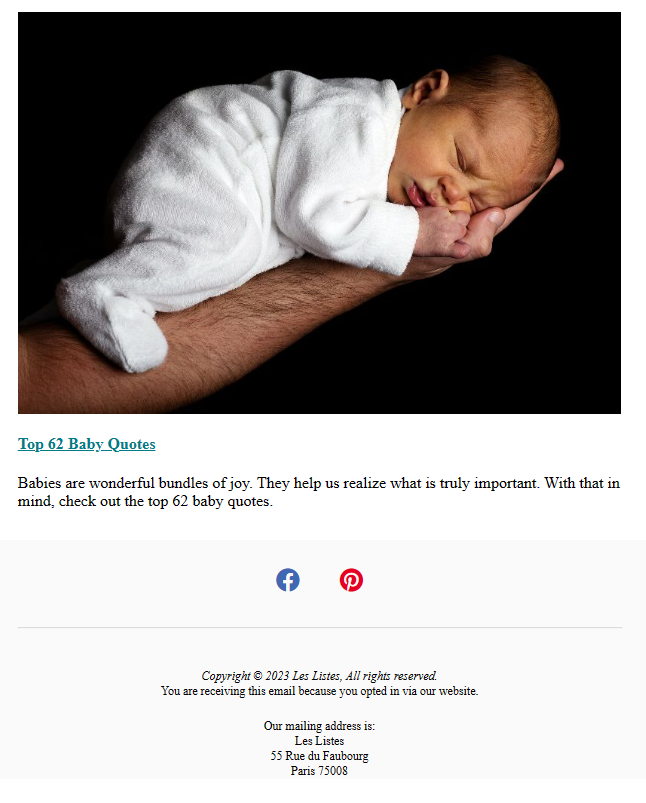 Top 62 Baby Quotes
Babies are wonderful bundles of joy. They help us realize what is truly important. With that in
mind, check out the top 62 baby quotes.
Copyright © 2023 Les Listes, All rights reserved.
You are receiving this email because you opted in via our website.
Our mailing address is:
Les Listes
55 Rue du Faubourg
Paris 75008